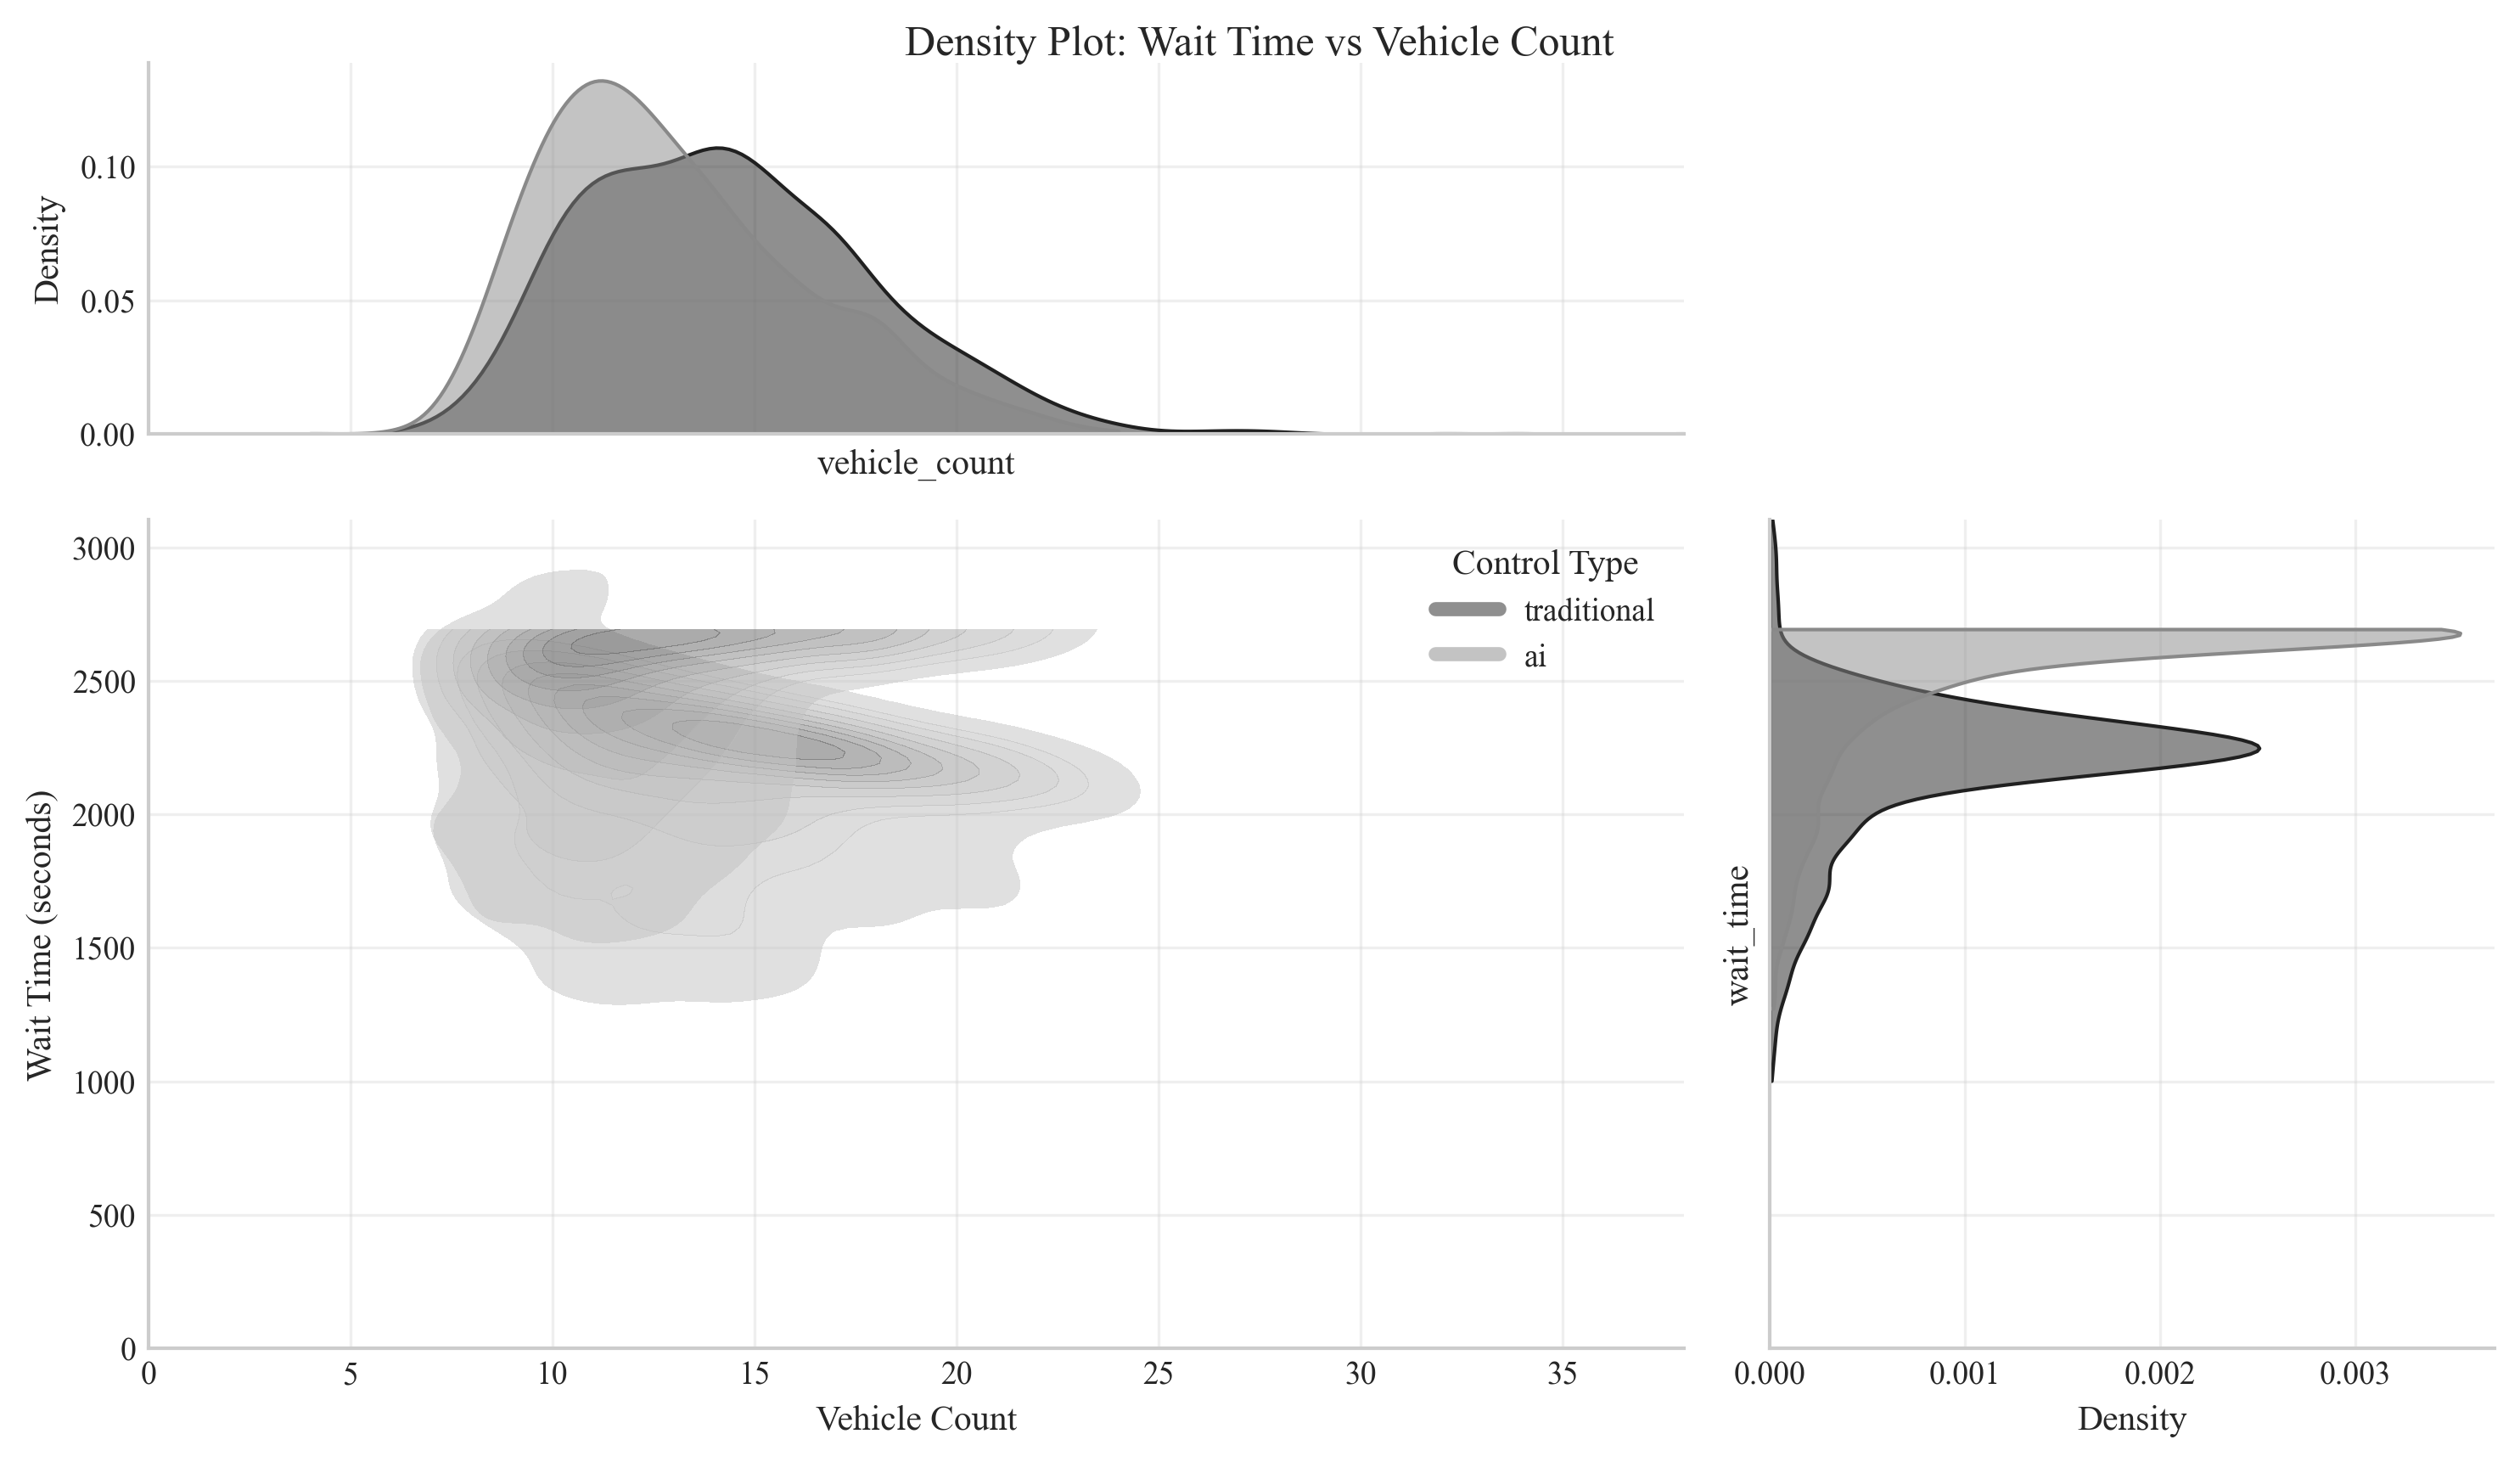 Density Plot: Wait Time vs Vehicle Count
Density
0.10
0.05
0.00
vehicle_count
Wait Time (seconds)
3000
2500
2000
1500
1000
500
0
Control Type
traditional
ai
0 5 10 15 20 25 30 35
Vehicle Count
wait_time
0.000 0.001 0.002 0.003
Density